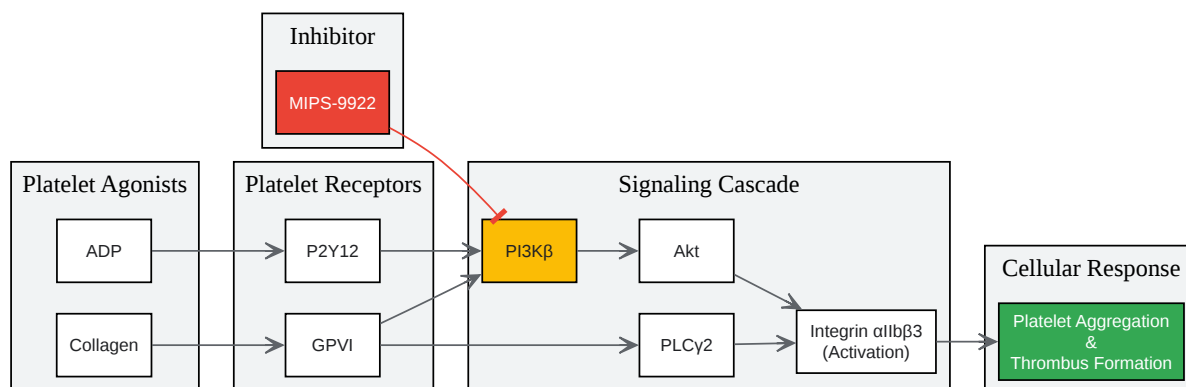 Inhibitor
MIPS-9922
Platelet Agonists
ADP
Collagen
Platelet Receptors
P2Y12
GPVI
Signaling Cascade
PI3Kβ
Akt
PLCγ2
Integrin αIIbβ3
(Activation)
Cellular Response
Platelet Aggregation
&
Thrombus Formation